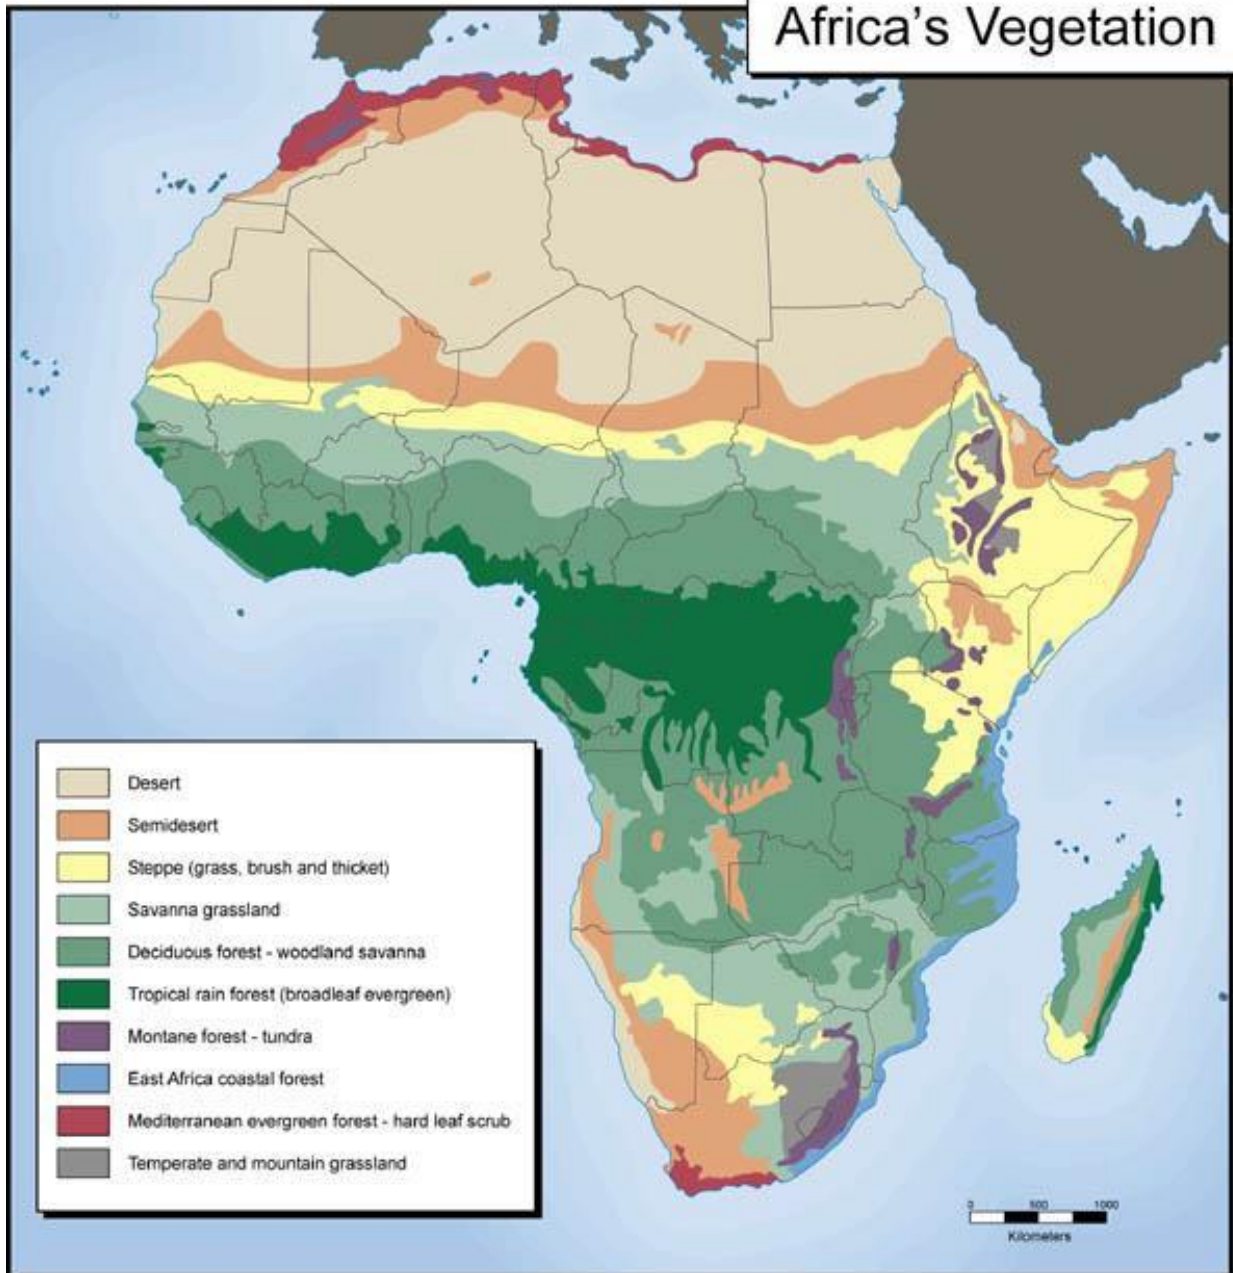 Africa's Vegetation
Desert
Semidesert
Steppe (grass, brush and thicket)
Savanna grassland
Deciduous forest - woodland savanna
Tropical rain forest (broadleaf evergreen)
Montane forest - tundra
East Africa coastal forest
Mediterranean evergreen forest - hard leaf scrub
Temperate and mountain grassland
0 500 1000
Kilometers